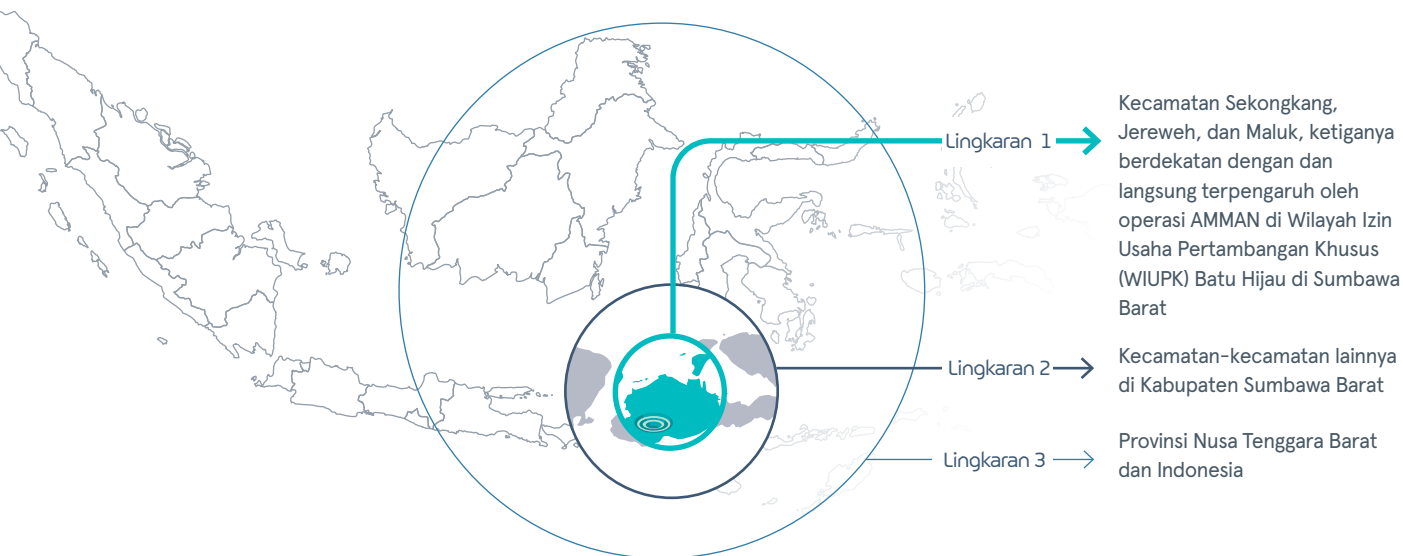 Lingkaran 1
Kecamatan Sekongkang,
Jereweh, dan Maluk, ketiganya
berdekatan dengan dan
langsung terpengaruh oleh
operasi AMMAN di Wilayah Izin
Usaha Pertambangan Khusus
(WIUPK) Batu Hijau di Sumbawa
Barat
Lingkaran 2
Kecamatan-kecamatan lainnya
di Kabupaten Sumbawa Barat
Lingkaran 3
Provinsi Nusa Tenggara Barat
dan Indonesia